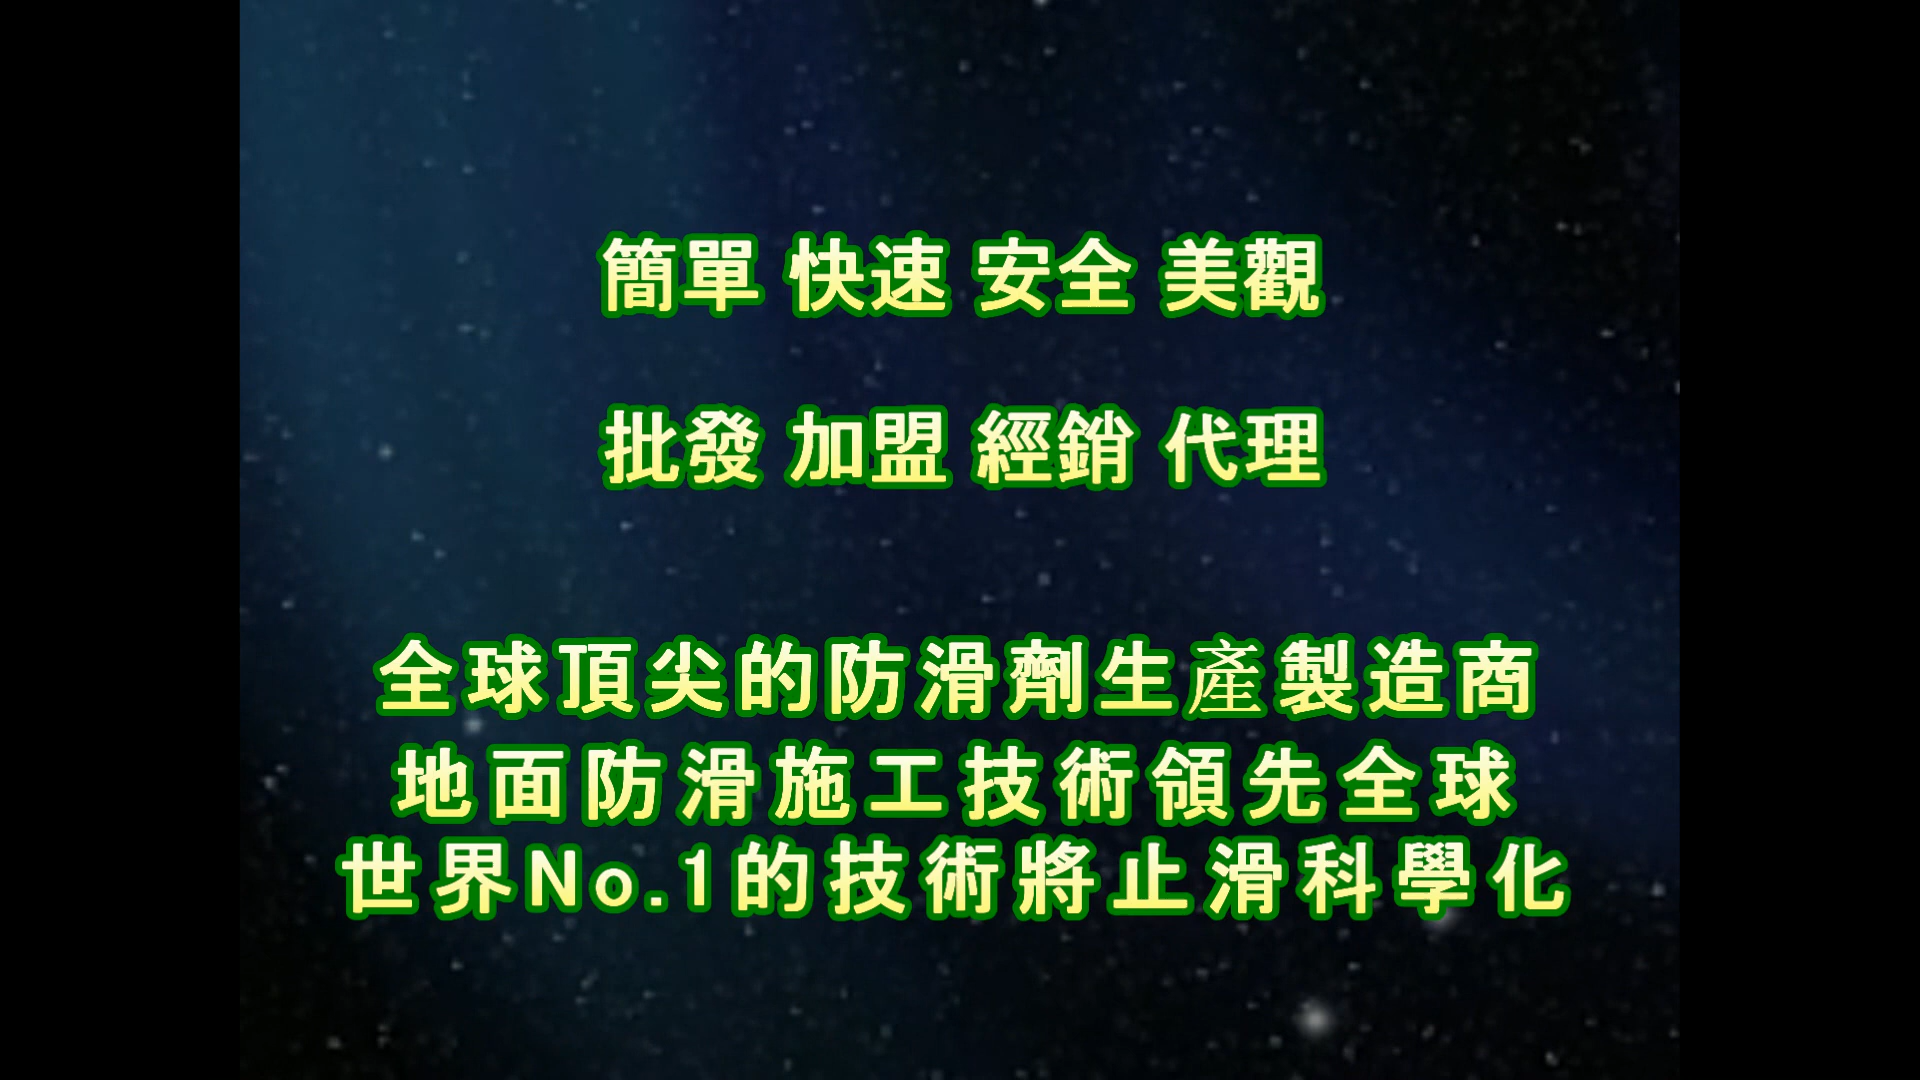 簡單 快速 安全 美觀
批發 加盟 經銷 代理
全球頂尖的防滑劑生產製造商
地面防滑施工技術領先全球
世界No.1的技術將止滑科學化